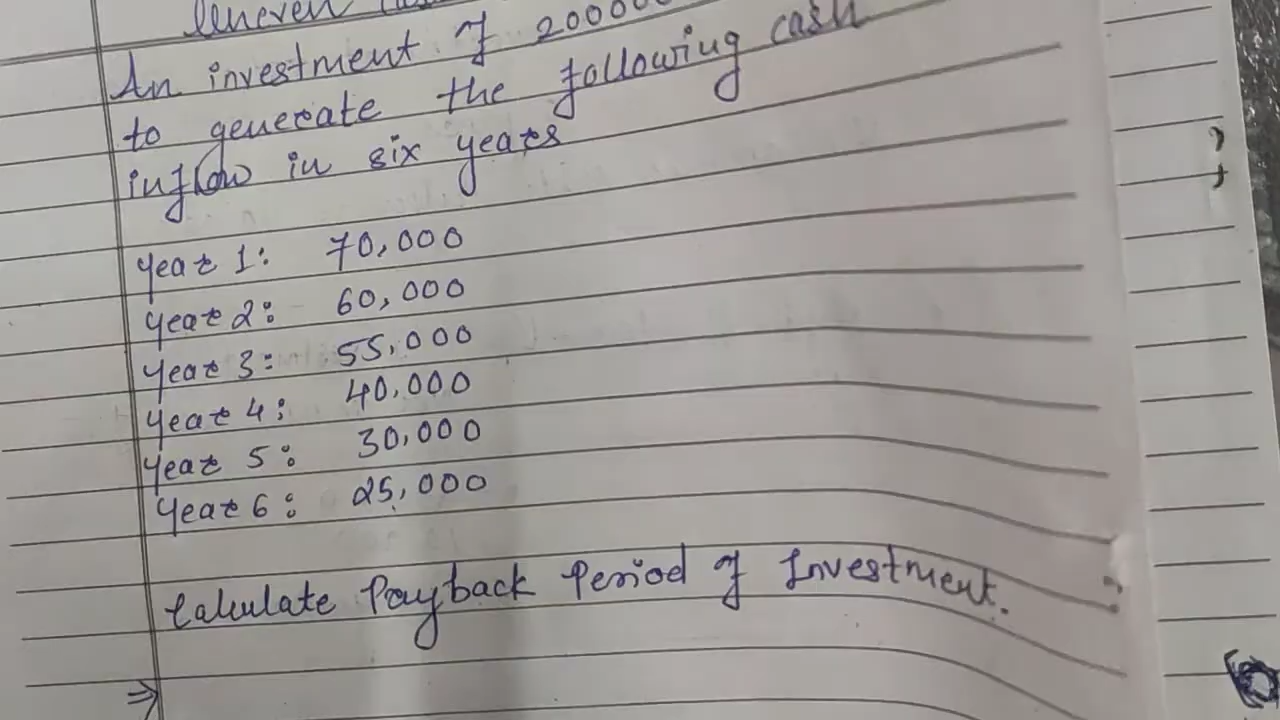 Uneven
An investment of 200000
to generate the following cash
inflow in six years
Year 1: 70,000
Year 2: 60,000
Year 3: 55,000
Year 4: 40,000
Year 5: 30,000
Year 6: 25,000
Calculate Payback Period of Investment.
⇒